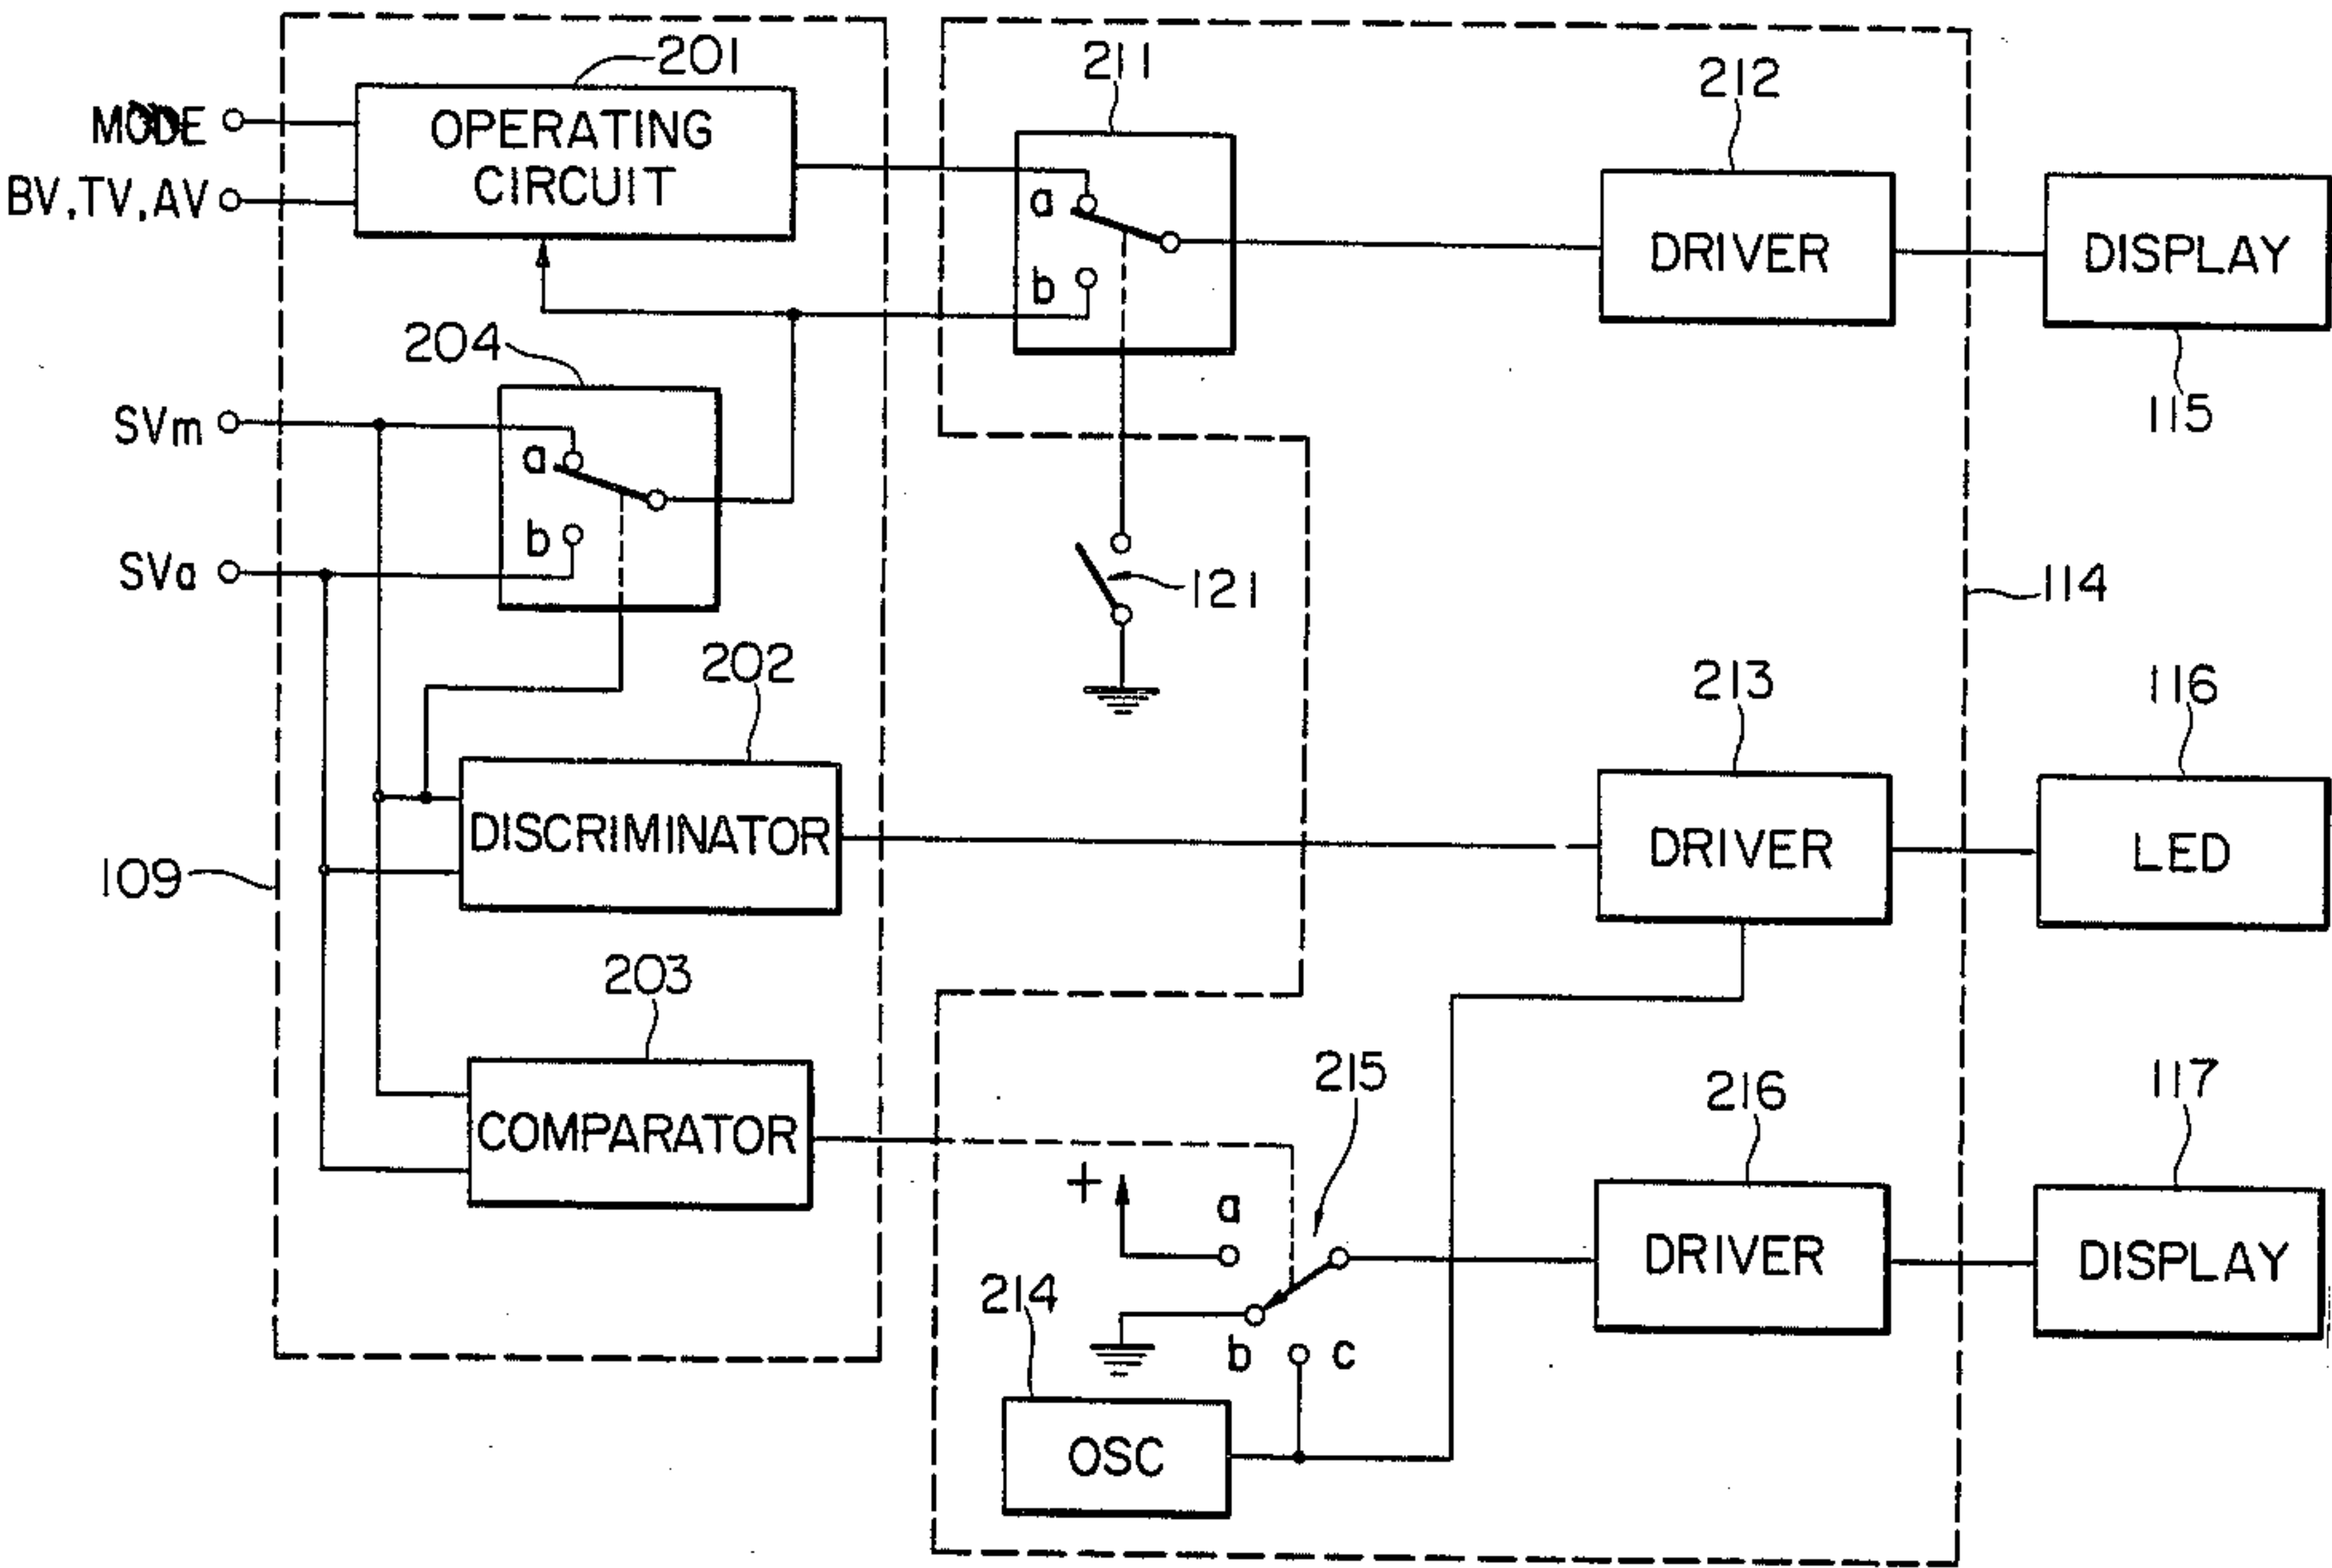 201
MODE
OPERATING
CIRCUIT
BV,TV,AV
211
a
b
212
DRIVER
DISPLAY
115
204
SVm
a
b
SVa
121
114
202
DISCRIMINATOR
213
DRIVER
116
LED
109
203
COMPARATOR
215
+
a
b
c
214
OSC
216
DRIVER
117
DISPLAY